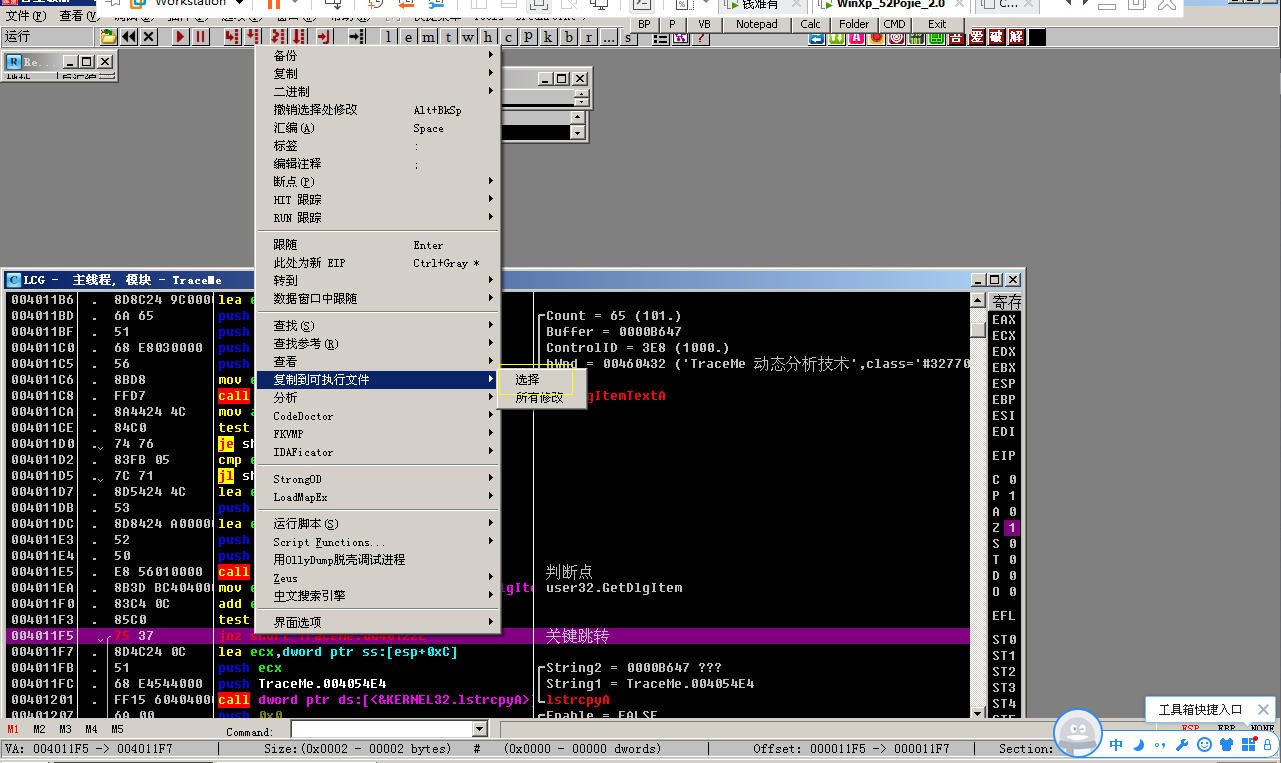 Workstation
钱准有
WinXp_52Pojie_2.0
文件(F) 查看(V)
BP P VB Notepad Calc Folder CMD Exit
运行
l e m t w h c p k b r ... s
吾 爱 破 解
备份
复制
二进制
撤销选择处修改 Alt+BkSp
汇编(A) Space
标签 :
编辑注释 ;
断点(P)
HIT 跟踪
RUN 跟踪
跟随 Enter
此处为新 EIP Ctrl+Gray *
转到
数据窗口中跟随
查找(S)
查找参考(R)
查看
复制到可执行文件
选择
所有修改
分析
CodeDoctor
FKVMP
IDAFicator
StrongOD
LoadMapEx
运行脚本(S)
Script Functions...
用OllyDump脱壳调试进程
Zeus
中文搜索引擎
界面选项
LCG - 主线程, 模块 - TraceMe
004011B6 . 8D8C24 9C000 lea
004011BD . 6A 65 push Count = 65 (101.)
004011BF . 51 push Buffer = 0000B647
004011C0 . 68 E8030000 push ControlID = 3E8 (1000.)
004011C5 . 56 push hWnd = 00460432 ('TraceMe 动态分析技术',class='#32770
004011C6 . 8BD8 mov
004011C8 . FFD7 call gItemTextA
004011CA . 8A4424 4C mov
004011CE . 84C0 test
004011D0 . 74 76 je
004011D2 . 83FB 05 cmp
004011D5 . 7C 71 jl
004011D7 . 8D5424 4C lea
004011DB . 53 push
004011DC . 8D8424 A0000 lea
004011E3 . 52 push
004011E4 . 50 push
004011E5 . E8 56010000 call 判断点
004011EA . 8B3D BC40400 mov user32.GetDlgItem
004011F0 . 83C4 0C add
004011F3 . 85C0 test
004011F5 . 75 37 jnz short TraceMe.0040122E 关键跳转
004011F7 . 8D4C24 0C lea ecx,dword ptr ss:[esp+0xC]
004011FB . 51 push ecx String2 = 0000B647 ???
004011FC . 68 E4544000 push TraceMe.004054E4 String1 = TraceMe.004054E4
00401201 . FF15 6040400 call dword ptr ds:[<&KERNEL32.lstrcpyA> lstrcpyA
00401207 . 6A 00 push 0x0 Enable = FALSE
寄存
EAX
ECX
EDX
EBX
ESP
EBP
ESI
EDI
EIP
C 0
P 1
A 0
Z 1
S 0
T 0
D 0
O 0
EFL
ST0
ST1
ST2
ST3
ST4
M1 M2 M3 M4 M5 Command: ESP EBP NONE
工具箱快捷入口
VA: 004011F5 -> 004011F7 Size:(0x0002 - 00002 bytes) # (0x0000 - 00000 dwords) Offset: 000011F5 -> 000011F7 Section:
中